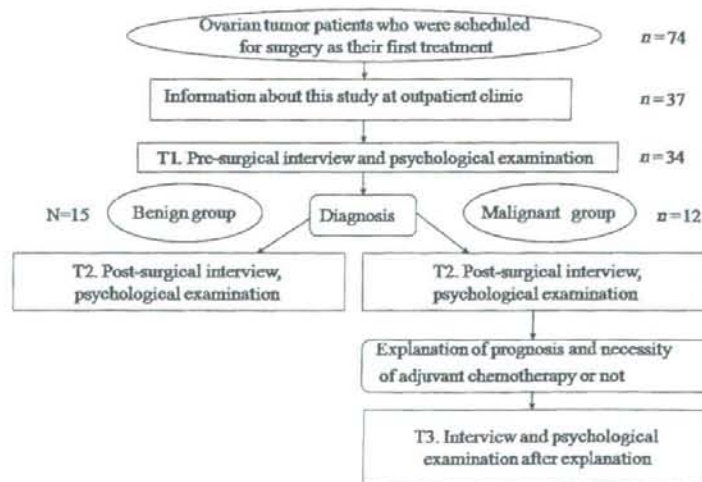 Ovarian tumor patients who were scheduled
for surgery as their first treatment
n=74
Information about this study at outpatient clinic
n=37
T1. Pre-surgical interview and psychological examination
n=34
N=15
Benign group
Diagnosis
Malignant group
n=12
T2. Post-surgical interview,
psychological examination
T2. Post-surgical interview,
psychological examination
Explanation of prognosis and necessity
of adjuvant chemotherapy or not
T3. Interview and psychological
examination after explanation